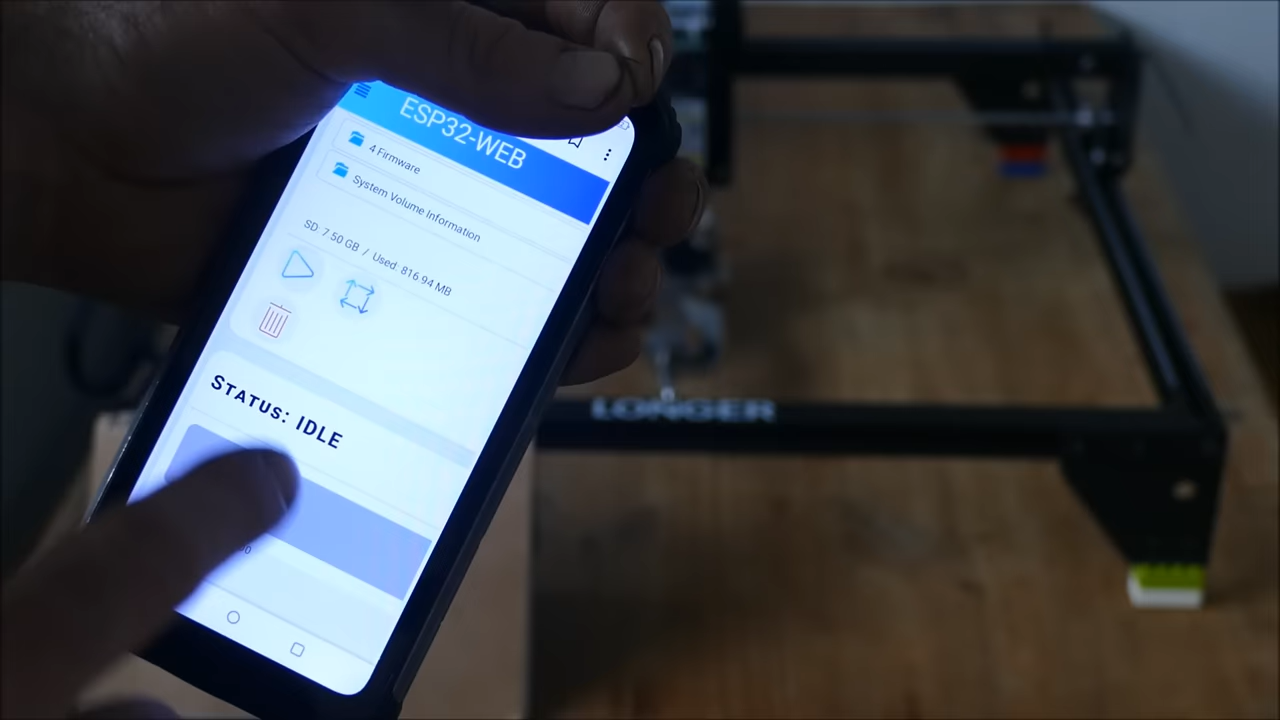 ESP32-WEB
4 Firmware
System Volume Information
SD: 7.50 GB / Used: 816.94 MB
STATUS: IDLE
LONGER